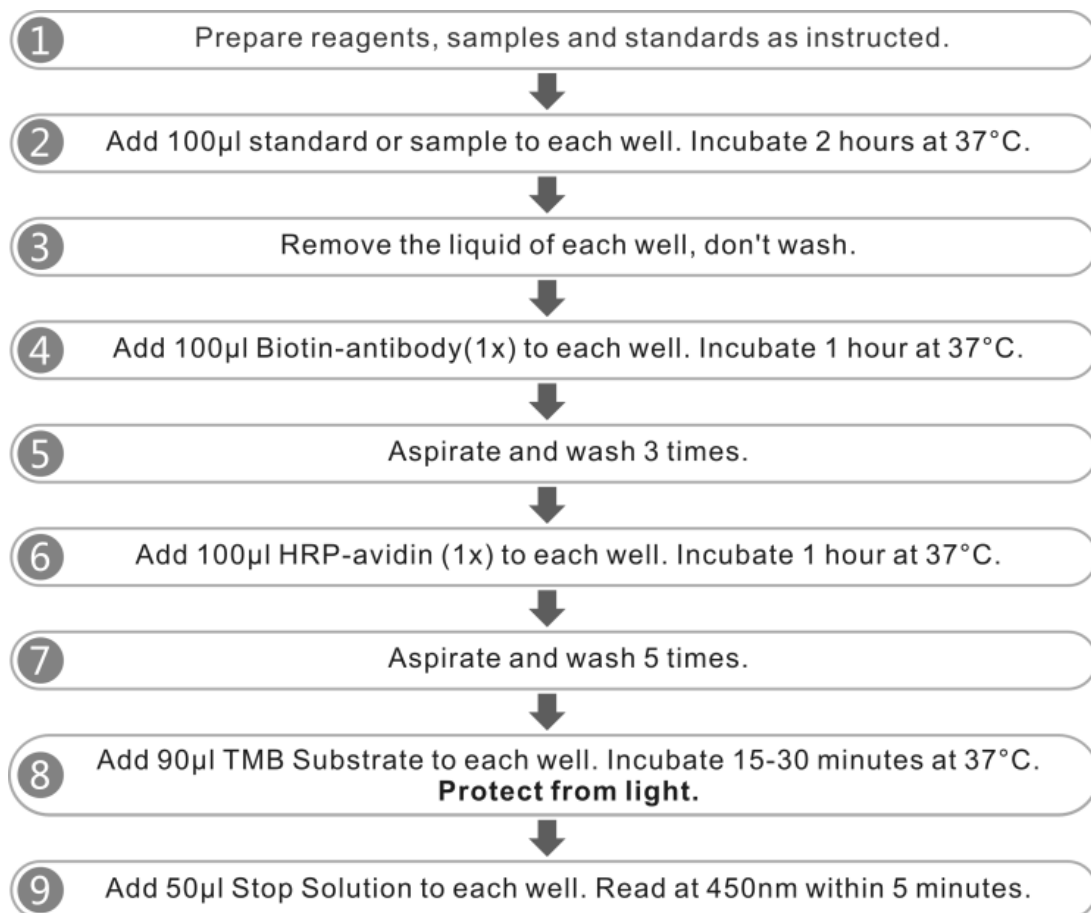 1 Prepare reagents, samples and standards as instructed.
2 Add 100µl standard or sample to each well. Incubate 2 hours at 37°C.
3 Remove the liquid of each well, don't wash.
4 Add 100µl Biotin-antibody(1x) to each well. Incubate 1 hour at 37°C.
5 Aspirate and wash 3 times.
6 Add 100µl HRP-avidin (1x) to each well. Incubate 1 hour at 37°C.
7 Aspirate and wash 5 times.
8 Add 90µl TMB Substrate to each well. Incubate 15-30 minutes at 37°C.
Protect from light.
9 Add 50µl Stop Solution to each well. Read at 450nm within 5 minutes.